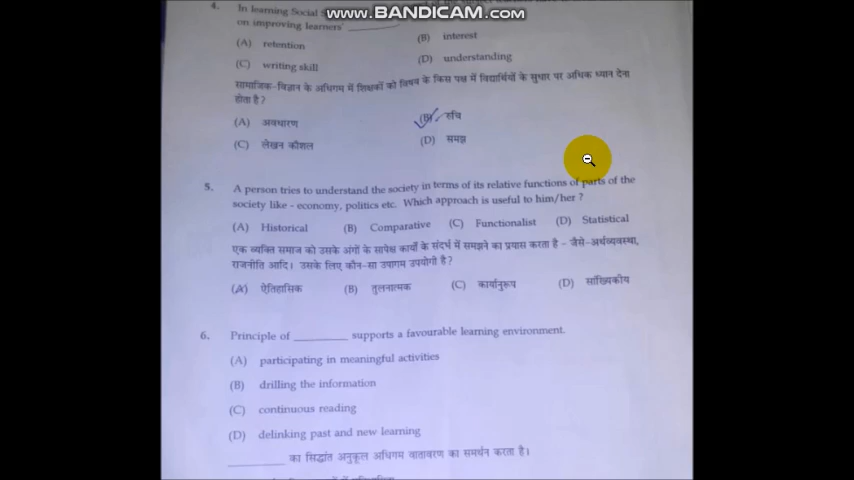 www.BANDICAM.com
4. In learning Social
on improving learners'
(A) retention (B) interest
(C) writing skill (D) understanding
सामाजिक-विज्ञान के अधिगम में शिक्षकों को विषय के किस पक्ष में विद्यार्थियों के सुधार पर अधिक ध्यान देना
होता है?
(A) अवधारण (B) रुचि
(C) लेखन कौशल (D) समझ
5. A person tries to understand the society in terms of its relative functions of parts of the
society like - economy, politics etc. Which approach is useful to him/her ?
(A) Historical (B) Comparative (C) Functionalist (D) Statistical
एक व्यक्ति समाज को उसके अंगों के सापेक्ष कार्यों के संदर्भ में समझने का प्रयास करता है - जैसे-अर्थव्यवस्था,
राजनीति आदि। उसके लिए कौन-सा उपागम उपयोगी है?
(A) ऐतिहासिक (B) तुलनात्मक (C) कार्यानुरूप (D) सांख्यिकीय
6. Principle of ________ supports a favourable learning environment.
(A) participating in meaningful activities
(B) drilling the information
(C) continuous reading
(D) delinking past and new learning
________ का सिद्धांत अनुकूल अधिगम वातावरण का समर्थन करता है।